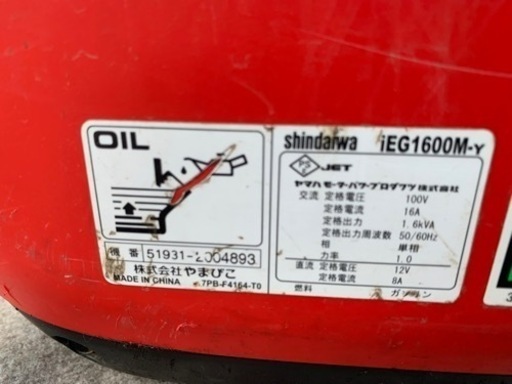 OIL
機 番 51931-2004893
株式会社やまびこ
MADE IN CHINA 7PB-F4154-T0
shindaiwa iEG1600M-Y
PS E JET
ヤマハモーターパワープロダクツ株式会社
交流 定格電圧 100V
定格電流 16A
定格出力 1.6kVA
定格出力周波数 50/60Hz
相 単相
力率 1.0
直流 定格電圧 12V
定格電流 8A
燃料 ガソリン